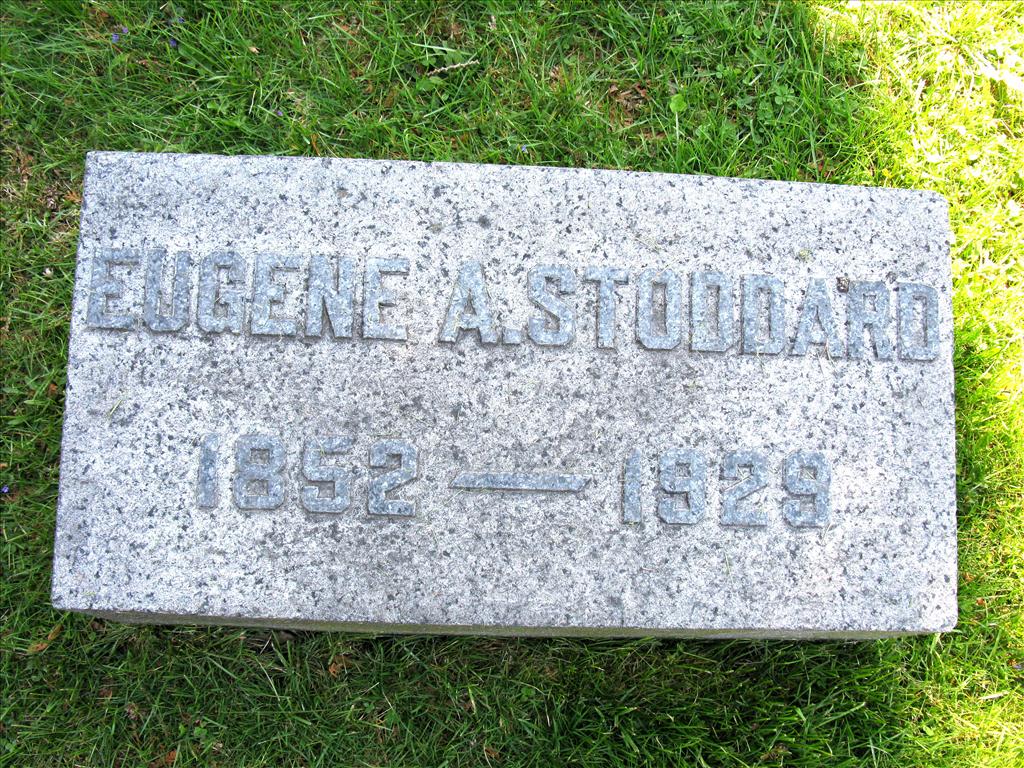 EUGENE A. STODDARD
1852 — 1929